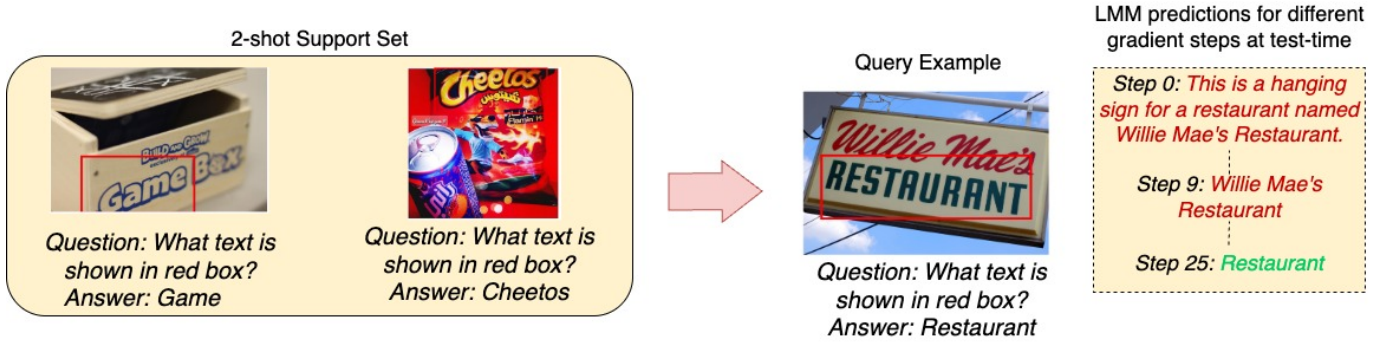 2-shot Support Set
BUILD AND GROW
Game Box
Question: What text is
shown in red box?
Answer: Game
Cheetos
Flamin' H
Question: What text is
shown in red box?
Answer: Cheetos
Query Example
Willie Mae's
RESTAURANT
Question: What text is
shown in red box?
Answer: Restaurant
LMM predictions for different
gradient steps at test-time
Step 0: This is a hanging
sign for a restaurant named
Willie Mae's Restaurant.
Step 9: Willie Mae's
Restaurant
Step 25: Restaurant